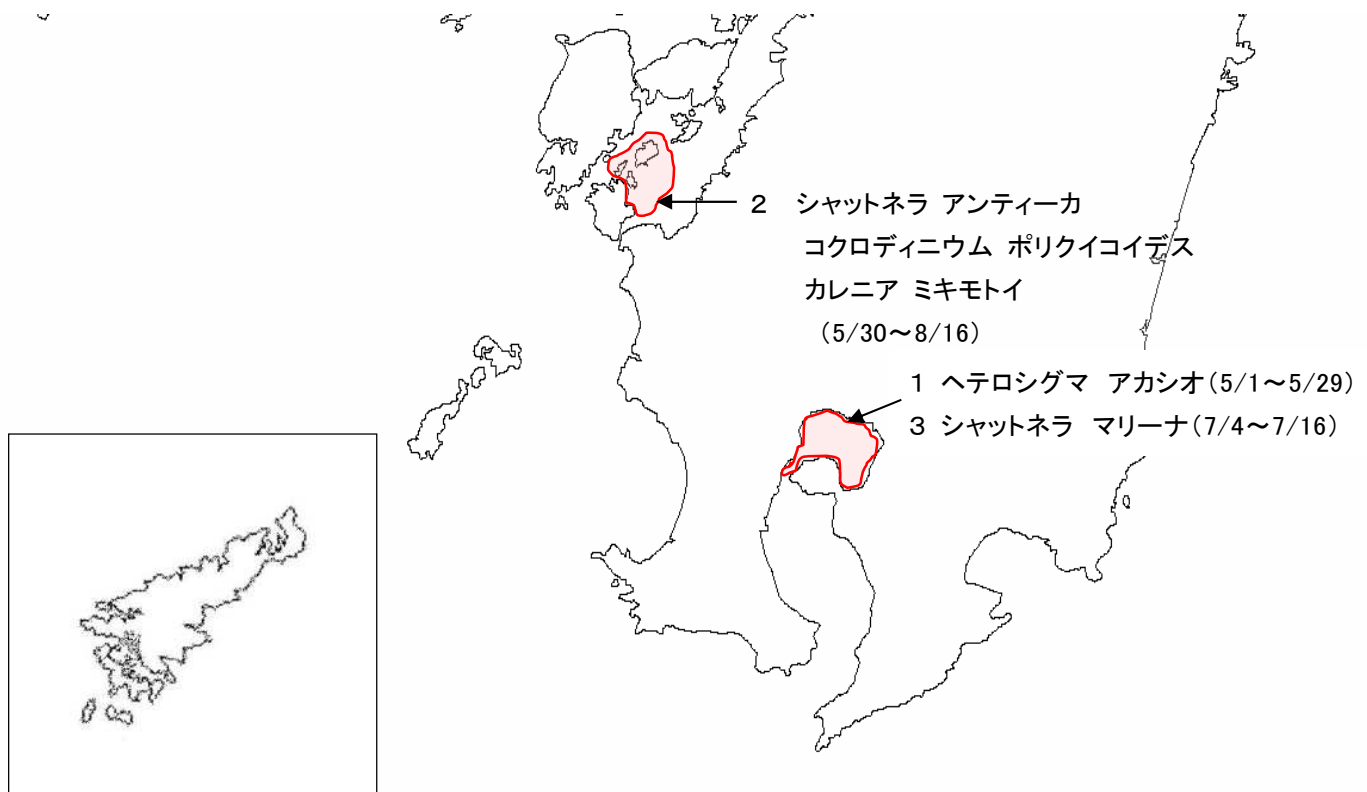 2 シャットネラ アンティーカ
コクロディニウム ポリクイコイデス
カレニア ミキモトイ
(5/30~8/16)
1 ヘテロシグマ アカシオ(5/1~5/29)
3 シャットネラ マリーナ(7/4~7/16)